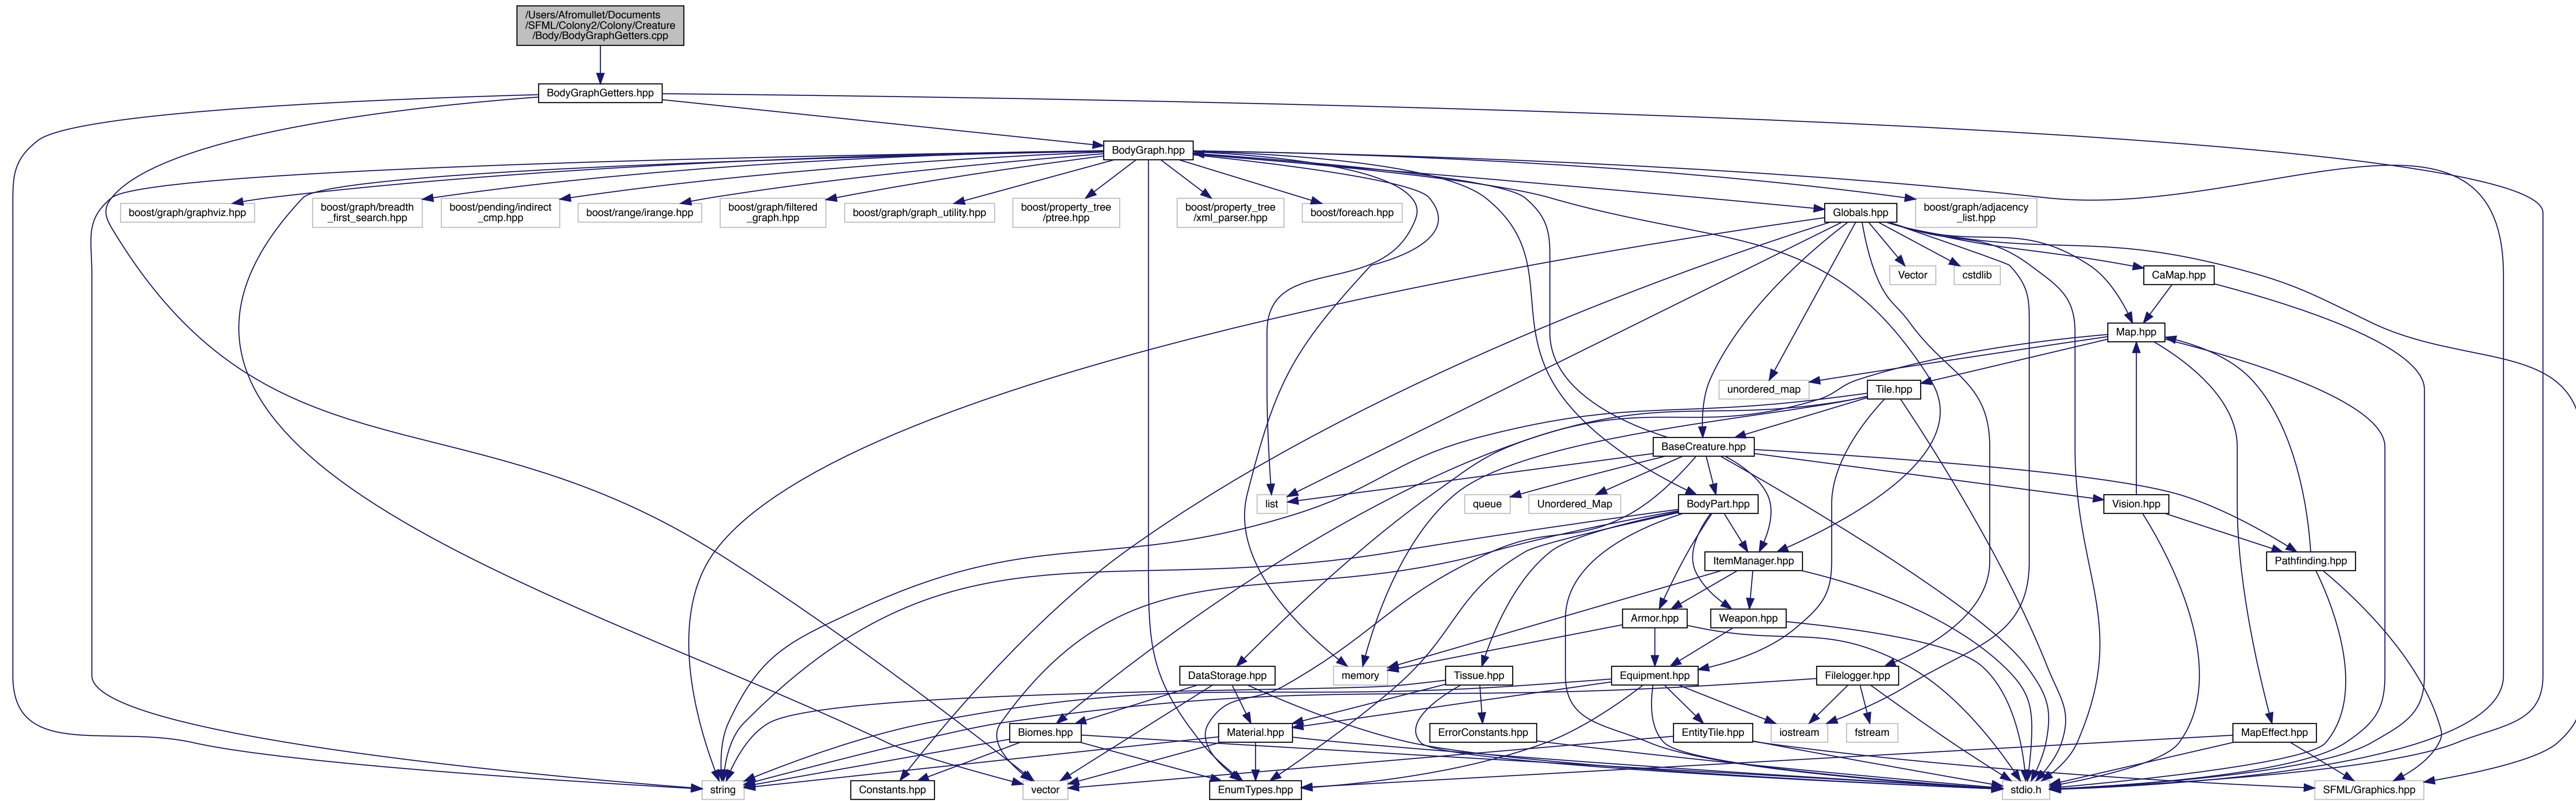 /Users/Afromullet/Documents
/SFML/Colony2/Colony/Creature
/Body/BodyGraphGetters.cpp
BodyGraphGetters.hpp
BodyGraph.hpp
boost/graph/graphviz.hpp
boost/graph/breadth
_first_search.hpp
boost/pending/indirect
_cmp.hpp
boost/range/irange.hpp
boost/graph/filtered
_graph.hpp
boost/graph/graph_utility.hpp
boost/property_tree
/ptree.hpp
boost/property_tree
/xml_parser.hpp
boost/foreach.hpp
Globals.hpp
boost/graph/adjacency
_list.hpp
Vector
cstdlib
CaMap.hpp
Map.hpp
unordered_map
Tile.hpp
BaseCreature.hpp
list
queue
Unordered_Map
BodyPart.hpp
Vision.hpp
ItemManager.hpp
Pathfinding.hpp
Armor.hpp
Weapon.hpp
DataStorage.hpp
memory
Tissue.hpp
Equipment.hpp
Filelogger.hpp
Biomes.hpp
Material.hpp
ErrorConstants.hpp
EntityTile.hpp
iostream
fstream
MapEffect.hpp
string
Constants.hpp
vector
EnumTypes.hpp
stdio.h
SFML/Graphics.hpp